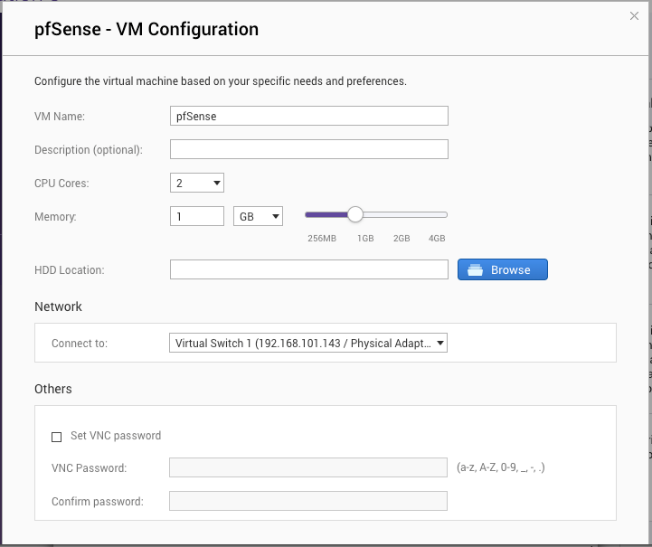 pfSense - VM Configuration
Configure the virtual machine based on your specific needs and preferences.
VM Name: pfSense
Description (optional):
CPU Cores: 2
Memory: 1 GB
256MB 1GB 2GB 4GB
HDD Location: Browse
Network
Connect to: Virtual Switch 1 (192.168.101.143 / Physical Adapt...
Others
Set VNC password
VNC Password: (a-z, A-Z, 0-9, _, -, .)
Confirm password: